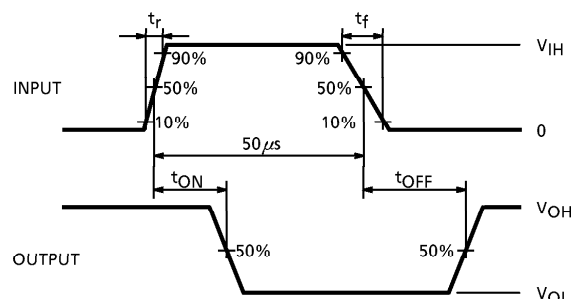 tr
tf
90%
90%
VIH
INPUT
50%
50%
10%
10%
0
50μs
tON
tOFF
VOH
50%
50%
OUTPUT
VOL